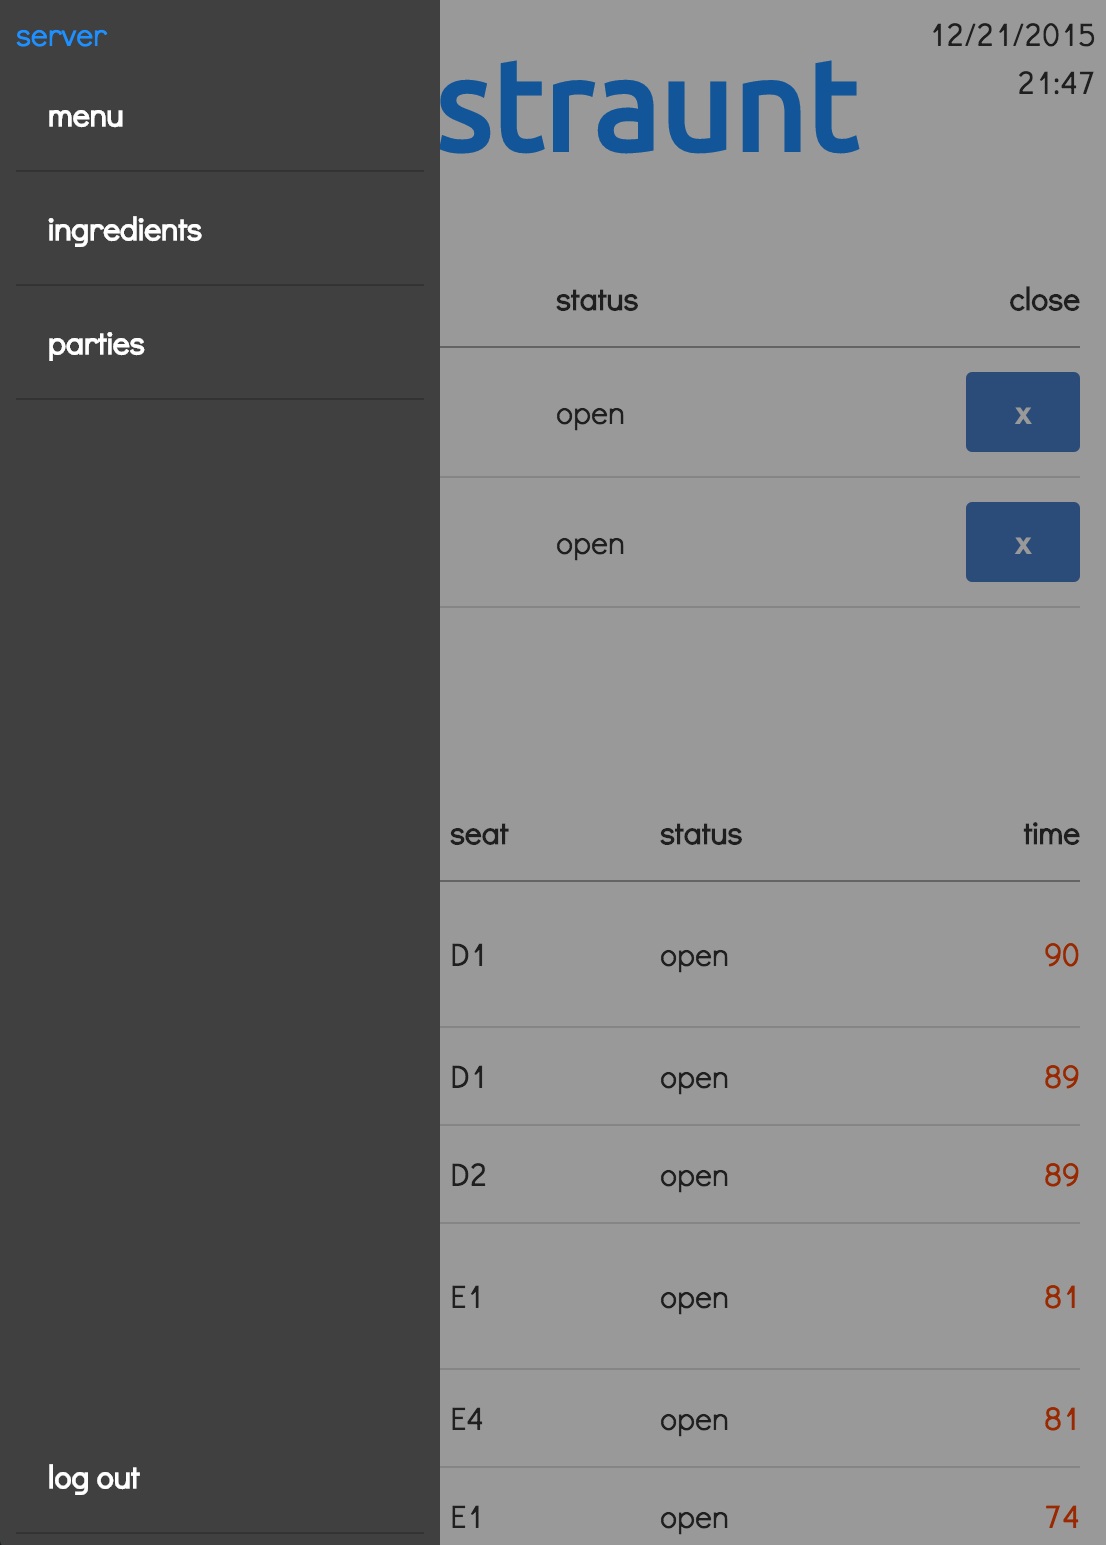 server
menu
ingredients
parties
log out
12/21/2015
21:47
straunt
status close
open x
open x
seat status time
D1 open 90
D1 open 89
D2 open 89
E1 open 81
E4 open 81
E1 open 74